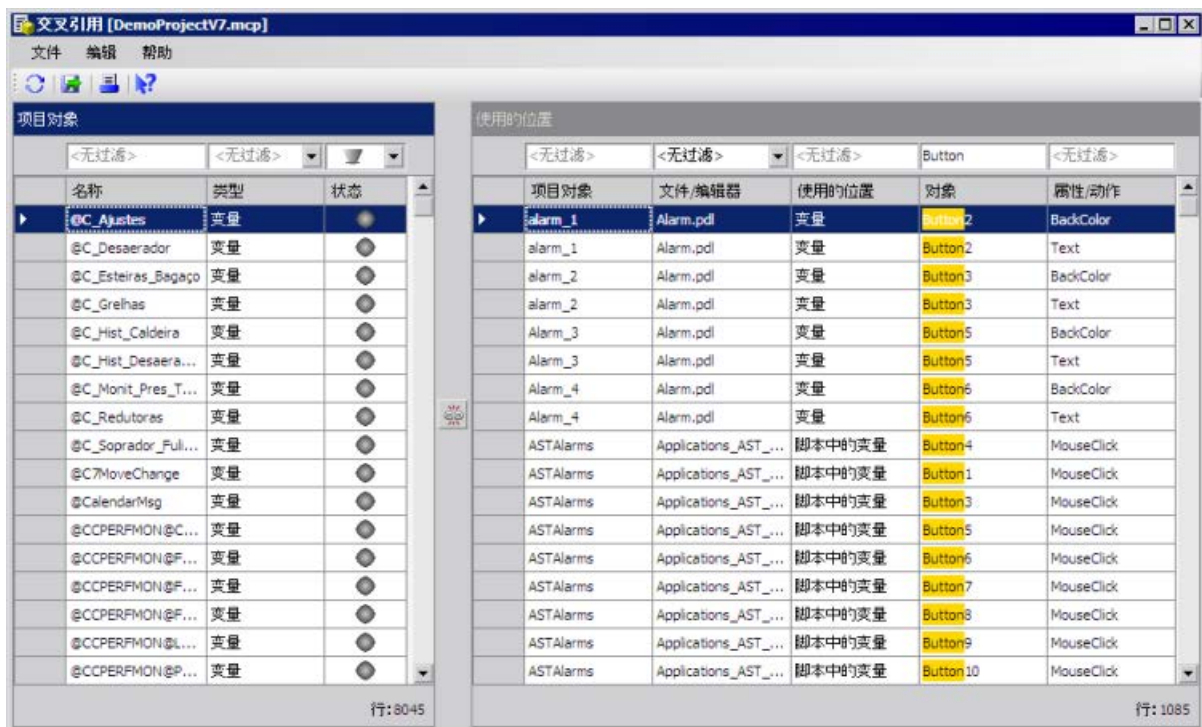 交叉引用 [DemoProjectV7.mcp]
文件 编辑 帮助
项目对象
<无过滤> <无过滤>
名称 类型 状态
@C_Ajustes 变量
@C_Desaerador 变量
@C_Esteiras_Bagaço 变量
@C_Grelhas 变量
@C_Hist_Caldeira 变量
@C_Hist_Desaera... 变量
@C_Monit_Pres_T... 变量
@C_Redutoras 变量
@C_Soprador_Fuli... 变量
@C7MoveChange 变量
@CalendarMsg 变量
@CCPERFMON@C... 变量
@CCPERFMON@F... 变量
@CCPERFMON@F... 变量
@CCPERFMON@F... 变量
@CCPERFMON@L... 变量
@CCPERFMON@P... 变量
行:8045
使用的位置
<无过滤> <无过滤> <无过滤> Button <无过滤>
项目对象 文件/编辑器 使用的位置 对象 属性/动作
alarm_1 Alarm.pdl 变量 Button2 BackColor
alarm_1 Alarm.pdl 变量 Button2 Text
alarm_2 Alarm.pdl 变量 Button3 BackColor
alarm_2 Alarm.pdl 变量 Button3 Text
Alarm_3 Alarm.pdl 变量 Button5 BackColor
Alarm_3 Alarm.pdl 变量 Button5 Text
Alarm_4 Alarm.pdl 变量 Button6 BackColor
Alarm_4 Alarm.pdl 变量 Button6 Text
ASTAlarms Applications_AST_... 脚本中的变量 Button4 MouseClick
ASTAlarms Applications_AST_... 脚本中的变量 Button1 MouseClick
ASTAlarms Applications_AST_... 脚本中的变量 Button3 MouseClick
ASTAlarms Applications_AST_... 脚本中的变量 Button5 MouseClick
ASTAlarms Applications_AST_... 脚本中的变量 Button6 MouseClick
ASTAlarms Applications_AST_... 脚本中的变量 Button7 MouseClick
ASTAlarms Applications_AST_... 脚本中的变量 Button8 MouseClick
ASTAlarms Applications_AST_... 脚本中的变量 Button9 MouseClick
ASTAlarms Applications_AST_... 脚本中的变量 Button10 MouseClick
行:1085